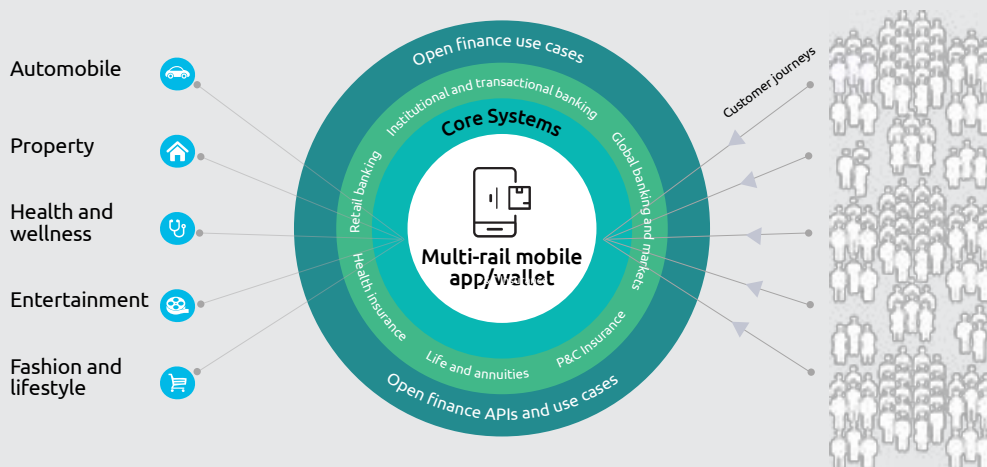 Automobile
Property
Health and
wellness
Entertainment
Fashion and
lifestyle
Open finance use cases
Institutional and transactional banking
Core Systems
Retail banking
Global banking and markets
Multi-rail mobile
app/wallet
Health insurance
Life and annuities
P&C Insurance
Open finance APIs and use cases
Customer journeys